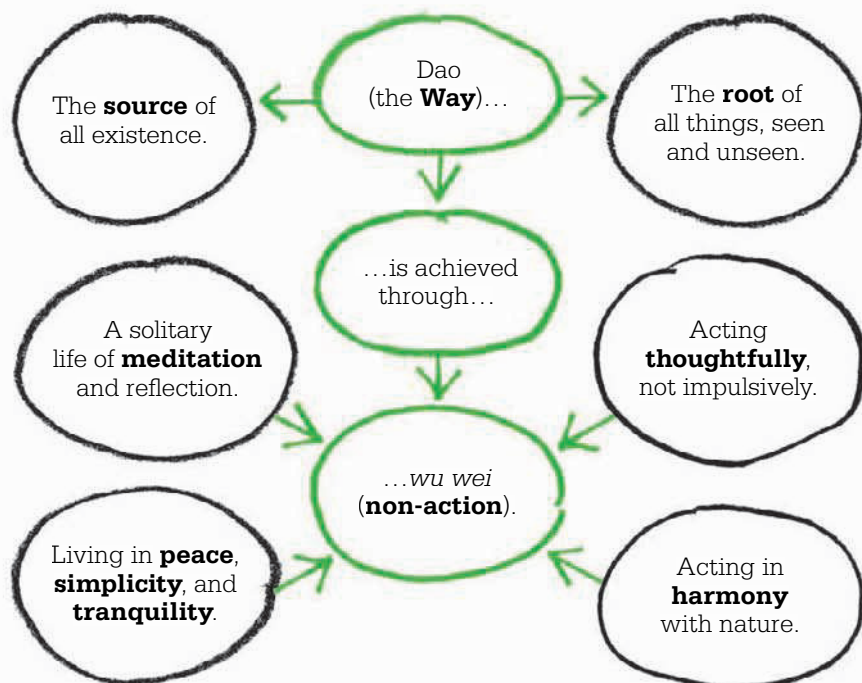 The source of
all existence.
Dao
(the Way)…
The root of
all things, seen
and unseen.
…is achieved
through…
A solitary
life of meditation
and reflection.
Acting
thoughtfully,
not impulsively.
…wu wei
(non-action).
Living in peace,
simplicity, and
tranquility.
Acting in
harmony
with nature.